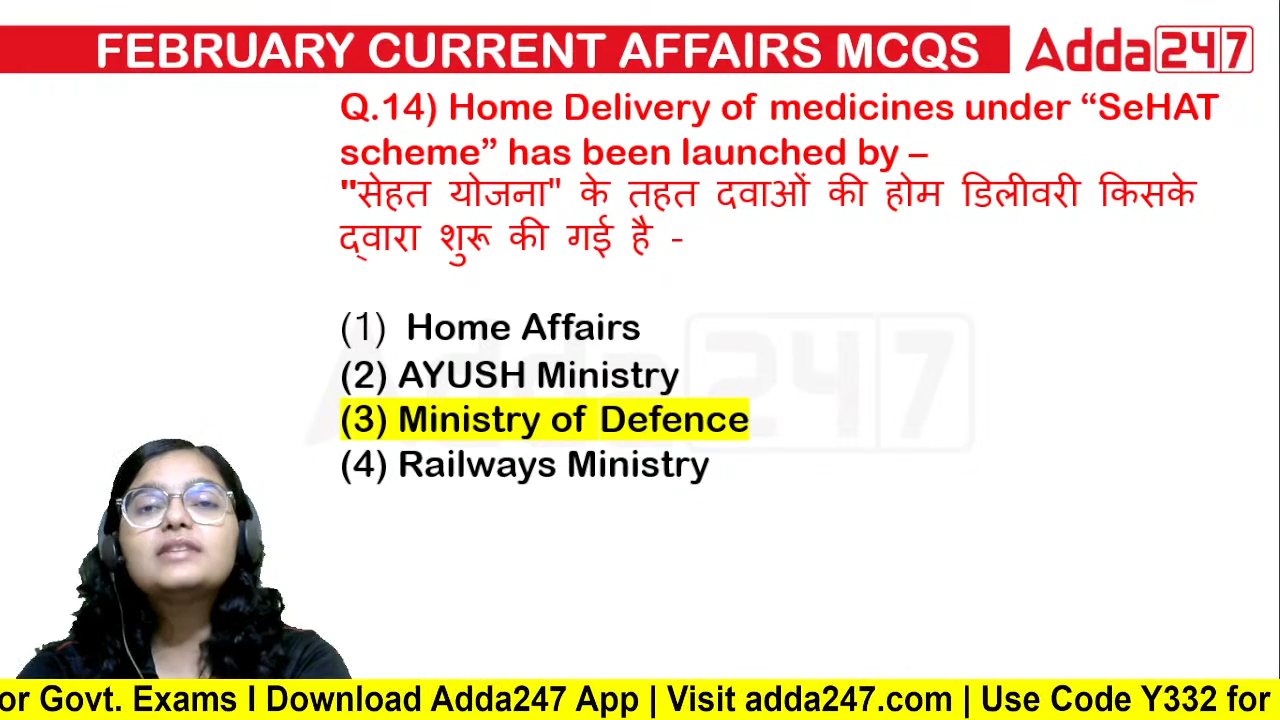 FEBRUARY CURRENT AFFAIRS MCQS
Adda247
Q.14) Home Delivery of medicines under “SeHAT
scheme” has been launched by –
"सेहत योजना" के तहत दवाओं की होम डिलीवरी किसके
द्वारा शुरू की गई है -
(1) Home Affairs
(2) AYUSH Ministry
(3) Ministry of Defence
(4) Railways Ministry
Adda247
or Govt. Exams I Download Adda247 App | Visit adda247.com | Use Code Y332 for